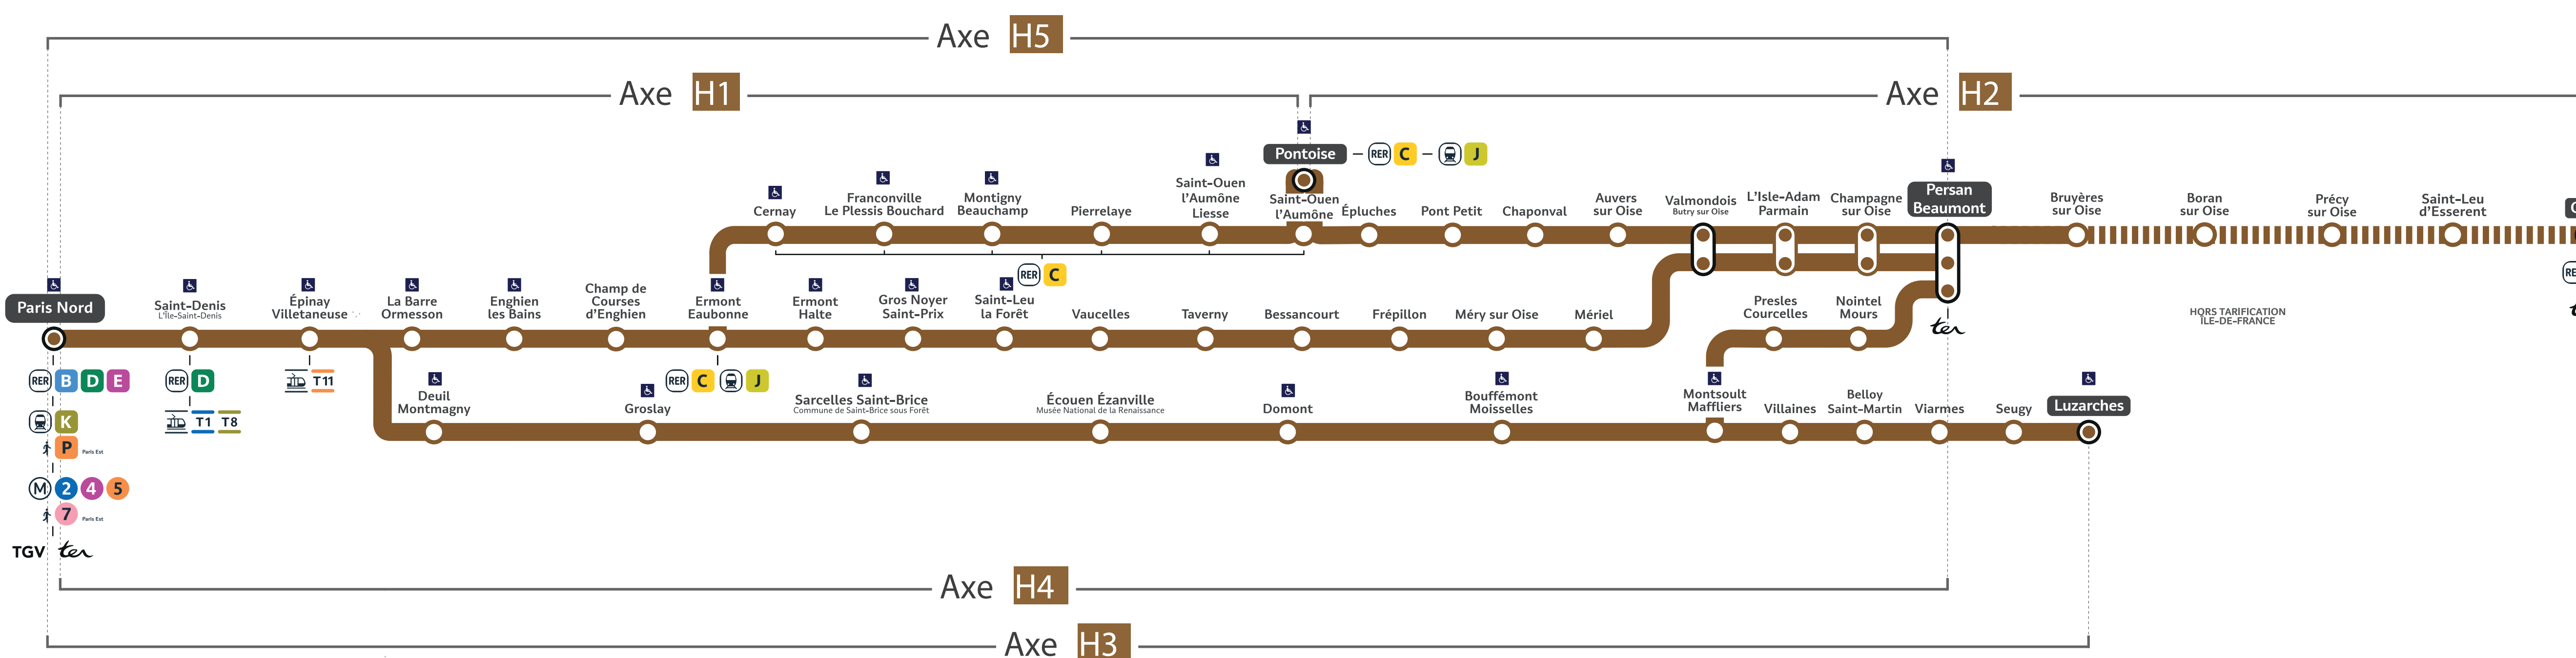 Axe H5
Axe H1
Axe H2
Pontoise
RER C
J
Cernay
Franconville
Le Plessis Bouchard
Montigny
Beauchamp
Pierrelaye
Saint-Ouen
l'Aumône
Liesse
Saint-Ouen
l'Aumône
Épluches
Pont Petit
Chaponval
Auvers
sur Oise
Valmondois
Butry sur Oise
L'Isle-Adam
Parmain
Champagne
sur Oise
Persan
Beaumont
Bruyères
sur Oise
Boran
sur Oise
Précy
sur Oise
Saint-Leu
d'Esserent
RER C
Paris Nord
Saint-Denis
L'Île-Saint-Denis
Épinay
Villetaneuse
La Barre
Ormesson
Enghien
les Bains
Champ de
Courses
d'Enghien
Ermont
Eaubonne
Ermont
Halte
Gros Noyer
Saint-Prix
Saint-Leu
la Forêt
Vaucelles
Taverny
Bessancourt
Frépillon
Méry sur Oise
Mériel
Presles
Courcelles
Nointel
Mours
ter
HORS TARIFICATION
ÎLE-DE-FRANCE
RER B D E
K
P Paris Est
M 2 4 5
7 Paris Est
TGV ter
RER D
T1 T8
T11
RER C J
Deuil
Montmagny
Groslay
Sarcelles Saint-Brice
Commune de Saint-Brice sous Forêt
Écouen Ézanville
Musée National de la Renaissance
Domont
Bouffémont
Moisselles
Montsoult
Maffliers
Villaines
Belloy
Saint-Martin
Viarmes
Seugy
Luzarches
Axe H4
Axe H3